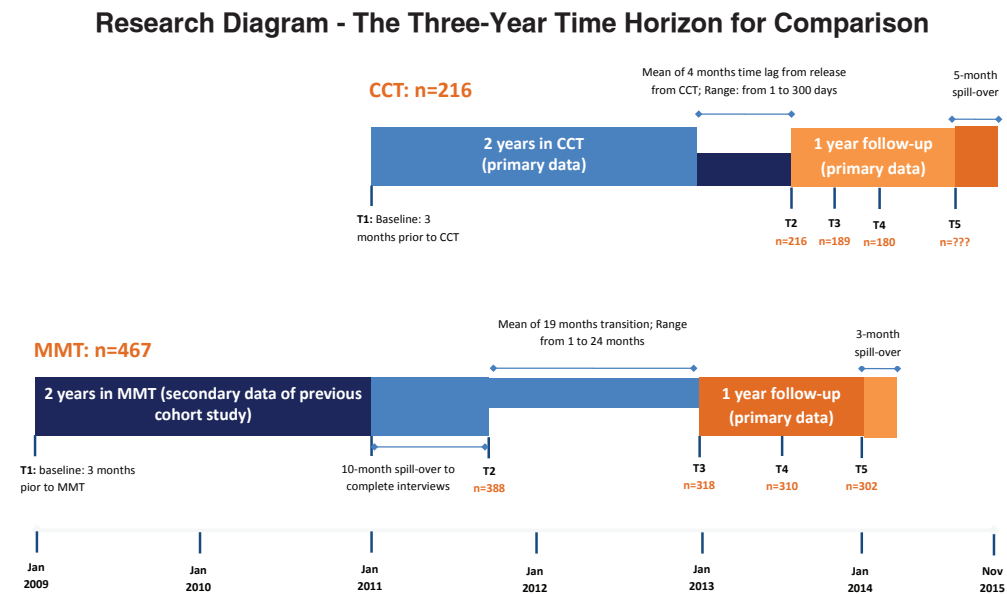 Research Diagram - The Three-Year Time Horizon for Comparison
CCT: n=216
Mean of 4 months time lag from release
from CCT; Range: from 1 to 300 days
5-month
spill-over
2 years in CCT
(primary data)
1 year follow-up
(primary data)
T1: Baseline: 3
months prior to CCT
T2
n=216
T3
n=189
T4
n=180
T5
n=???
MMT: n=467
Mean of 19 months transition; Range
from 1 to 24 months
3-month
spill-over
2 years in MMT (secondary data of previous
cohort study)
1 year follow-up
(primary data)
T1: baseline: 3 months
pior to MMT
10-month spill-over to
complete interviews
T2
n=388
T3
n=318
T4
n=310
T5
n=302
Jan
2009
Jan
2010
Jan
2011
Jan
2012
Jan
2013
Jan
2014
Nov
2015